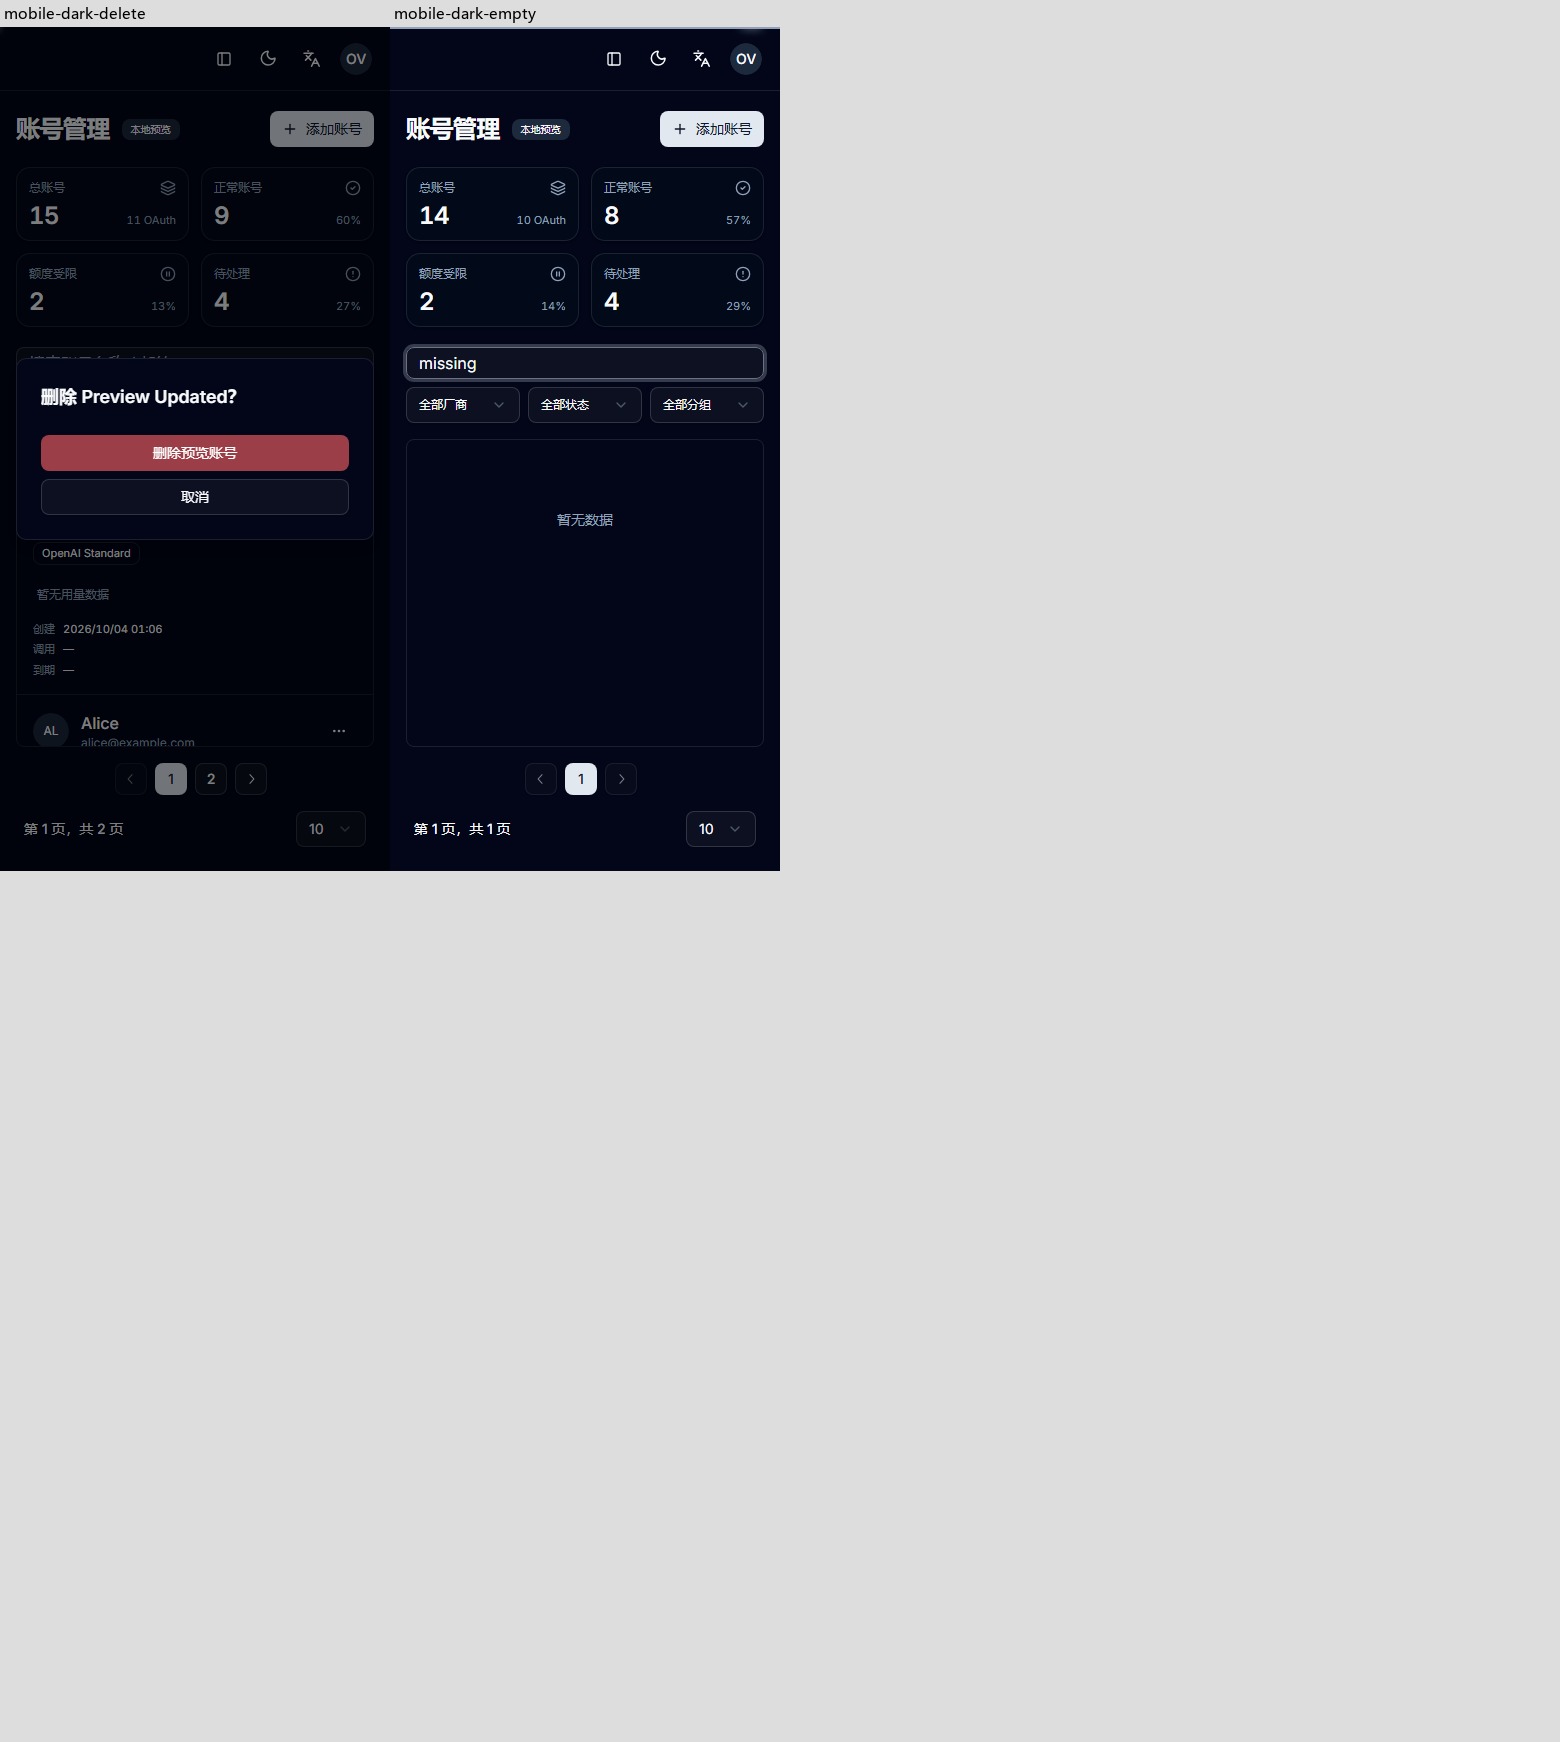 mobile-dark-delete
OV
账号管理 本地预览 + 添加账号
总账号
15 11 OAuth
正常账号
9 60%
额度受限
2 13%
待处理
4 27%
删除 Preview Updated?
删除预览账号
取消
OpenAI Standard
暂无用量数据
创建 2026/10/04 01:06
调用 —
到期 —
AL Alice ...
alice@example.com
1 2
第 1 页，共 2 页 10
mobile-dark-empty
OV
账号管理 本地预览 + 添加账号
总账号
14 10 OAuth
正常账号
8 57%
额度受限
2 14%
待处理
4 29%
missing
全部厂商 全部状态 全部分组
暂无数据
1
第 1 页，共 1 页 10